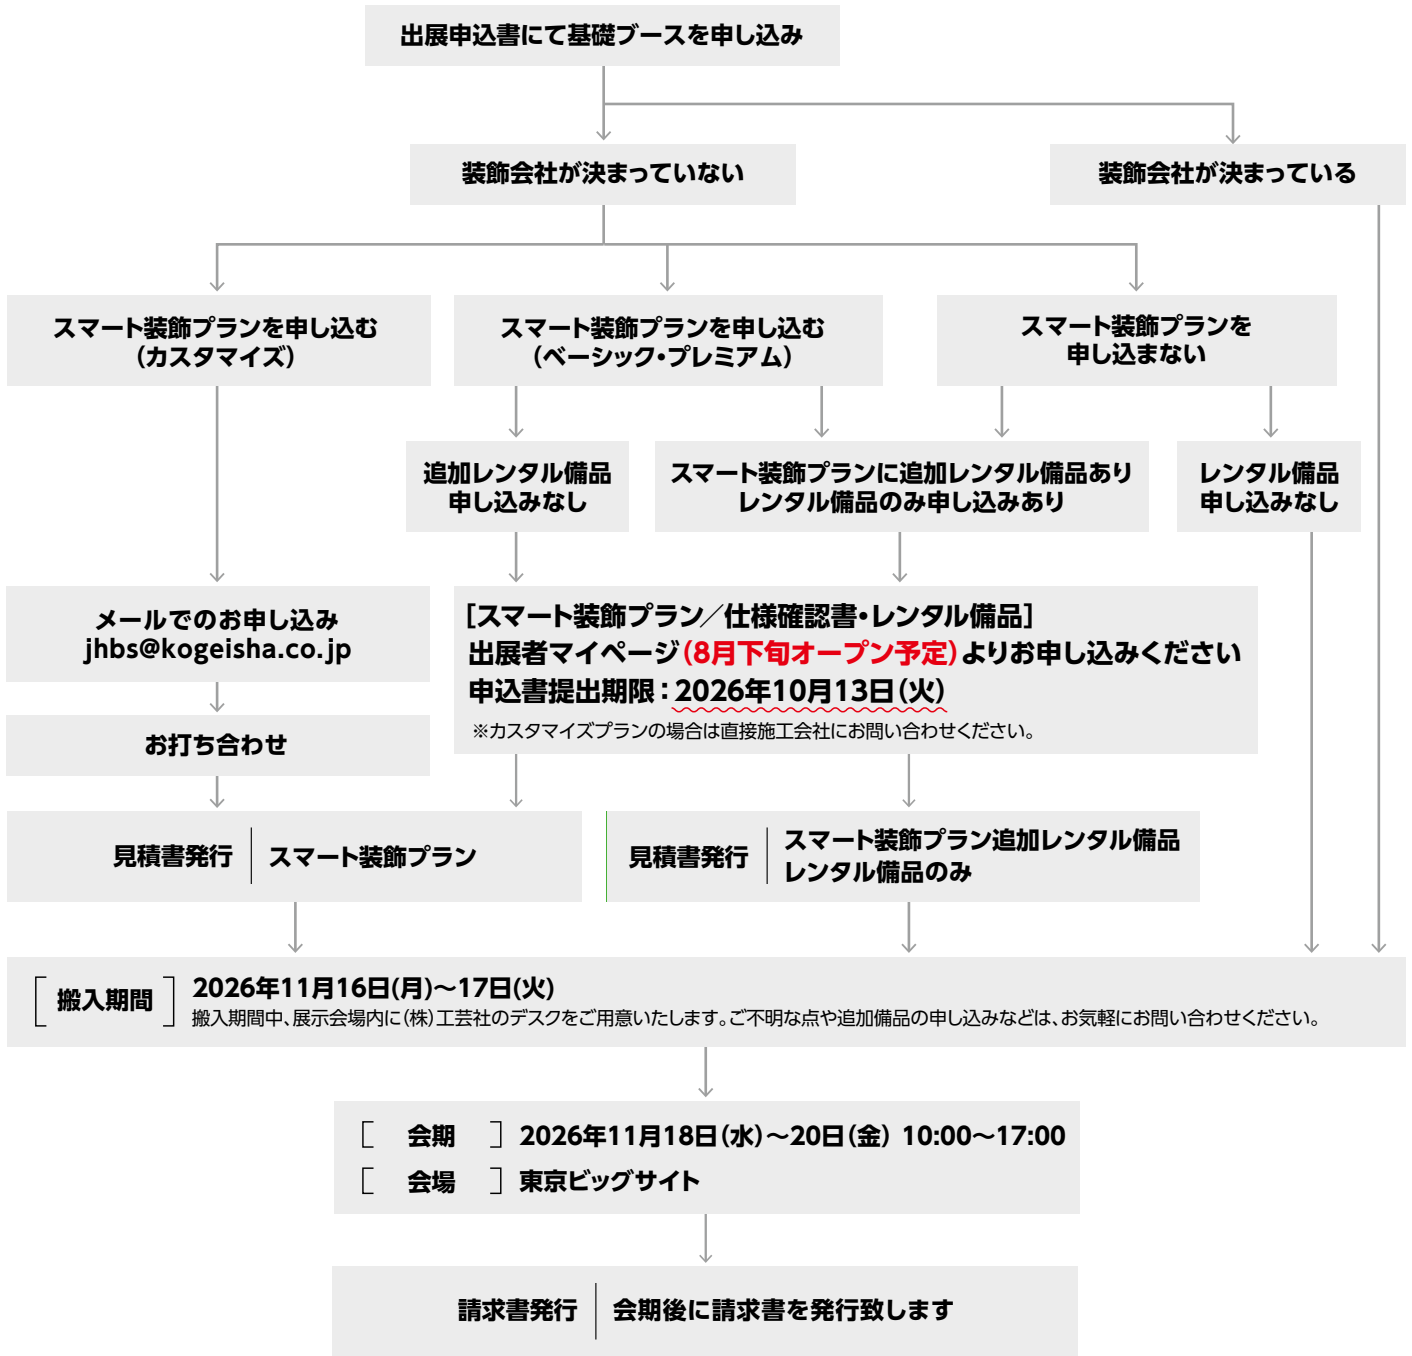 出展申込書にて基礎ブースを申し込み
装飾会社が決まっていない
装飾会社が決まっている
スマート装飾プランを申し込む
（カスタマイズ）
スマート装飾プランを申し込む
（ベーシック・プレミアム）
スマート装飾プランを
申し込まない
追加レンタル備品
申し込みなし
スマート装飾プランに追加レンタル備品あり
レンタル備品のみ申し込みあり
レンタル備品
申し込みなし
メールでのお申し込み
jhbs@kogeisha.co.jp
お打ち合わせ
［スマート装飾プラン／仕様確認書・レンタル備品］
出展者マイページ（8月下旬オープン予定）よりお申し込みください
申込書提出期限：2026年10月13日（火）
※カスタマイズプランの場合は直接施工会社にお問い合わせください。
見積書発行 スマート装飾プラン
見積書発行 スマート装飾プラン追加レンタル備品
レンタル備品のみ
［搬入期間］ 2026年11月16日(月)～17日(火)
搬入期間中、展示会場内に（株）工芸社のデスクをご用意いたします。ご不明な点や追加備品の申し込みなどは、お気軽にお問い合わせください。
［会期］ 2026年11月18日（水）～20日（金） 10:00～17:00
［会場］ 東京ビッグサイト
請求書発行 会期後に請求書を発行致します